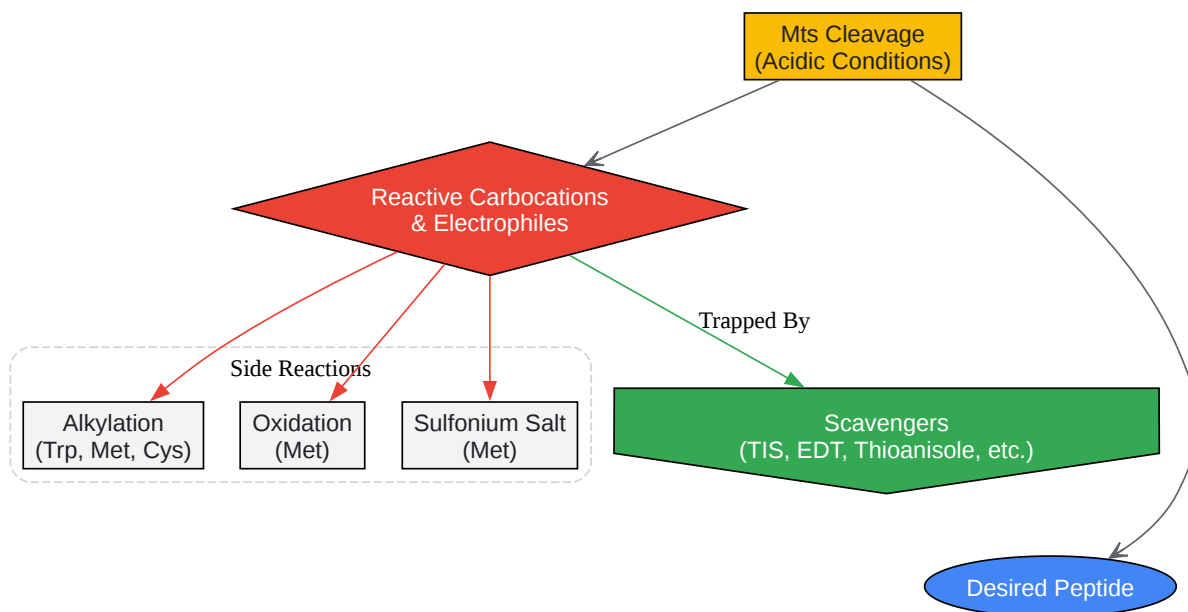 Mts Cleavage
(Acidic Conditions)
Reactive Carbocations
& Electrophiles
Trapped By
Side Reactions
Alkylation
(Trp, Met, Cys)
Oxidation
(Met)
Sulfonium Salt
(Met)
Scavengers
(TIS, EDT, Thioanisole, etc.)
Desired Peptide